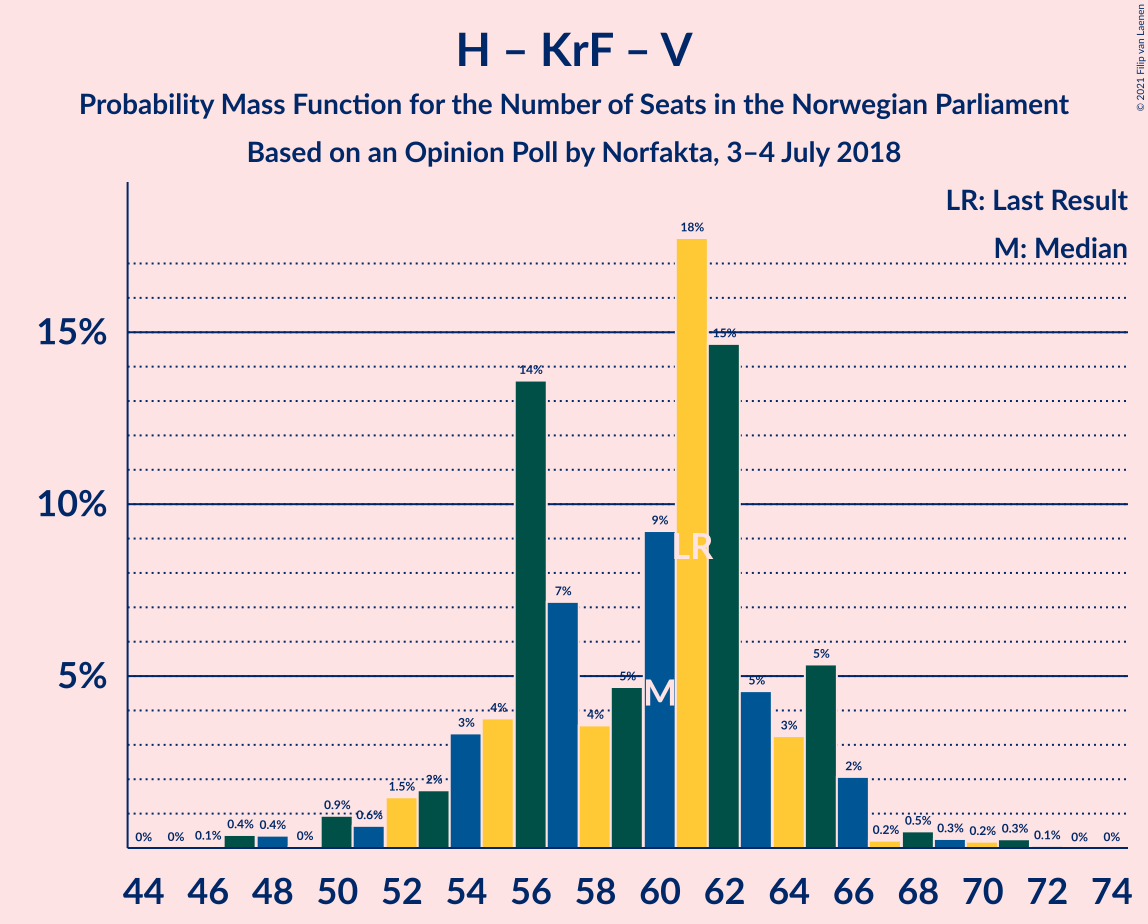 H – KrF – V
Probability Mass Function for the Number of Seats in the Norwegian Parliament
Based on an Opinion Poll by Norfakta, 3–4 July 2018
© 2021 Filip van Laenen
LR: Last Result
M: Median
15%
10%
5%
0% 0% 0.1% 0.4% 0.4% 0% 0.9% 0.6% 1.5% 2% 3% 4% 14% 7% 4% 5% 9% 18% 15% 5% 3% 5% 2% 0.2% 0.5% 0.3% 0.2% 0.3% 0.1% 0% 0%
LR
M
44 46 48 50 52 54 56 58 60 62 64 66 68 70 72 74